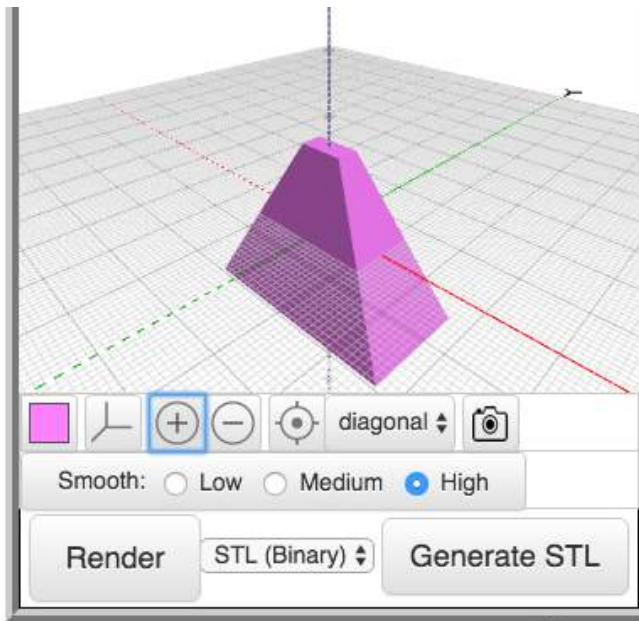 Y
diagonal
Smooth: Low Medium High
Render STL (Binary) Generate STL